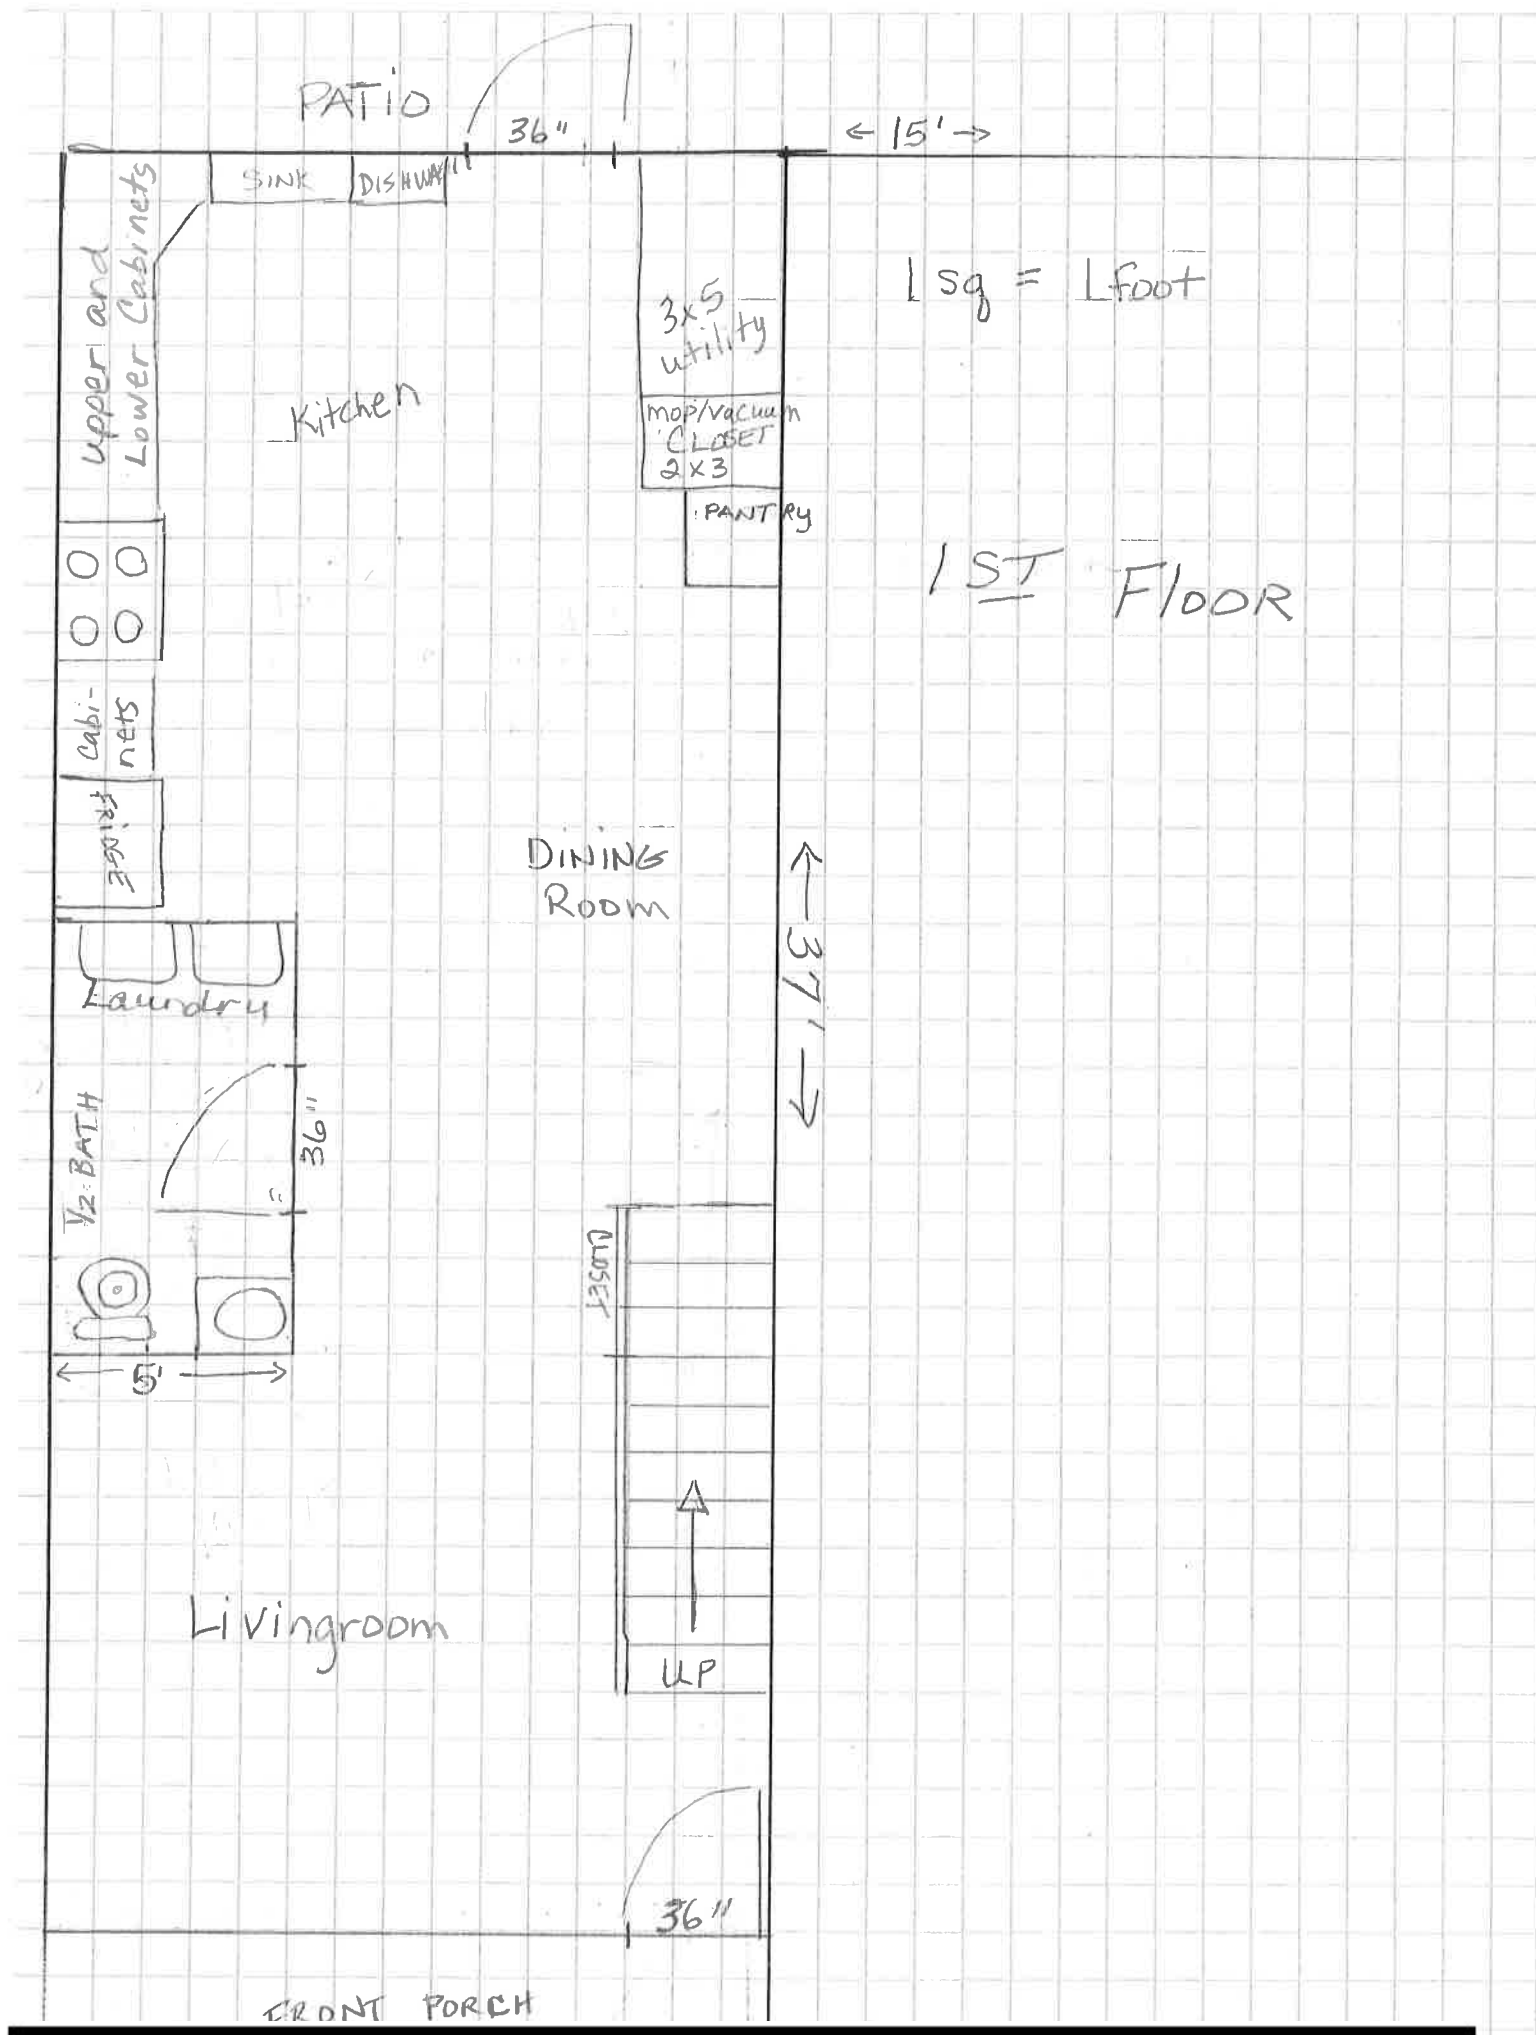 PATIO
36"
← 15' →
SINK
DISHWA
Upper and
Lower Cabinets
1 sq = 1 foot
3x5
utility
Kitchen
mop/vacuum
CLOSET
2x3
PANTRY
1ST FLOOR
Cabi-
nets
FRIDGE
DINING
ROOM
← 37' →
Laundry
1/2 BATH
36"
CLOSET
5'
Livingroom
UP
36"
FRONT PORCH